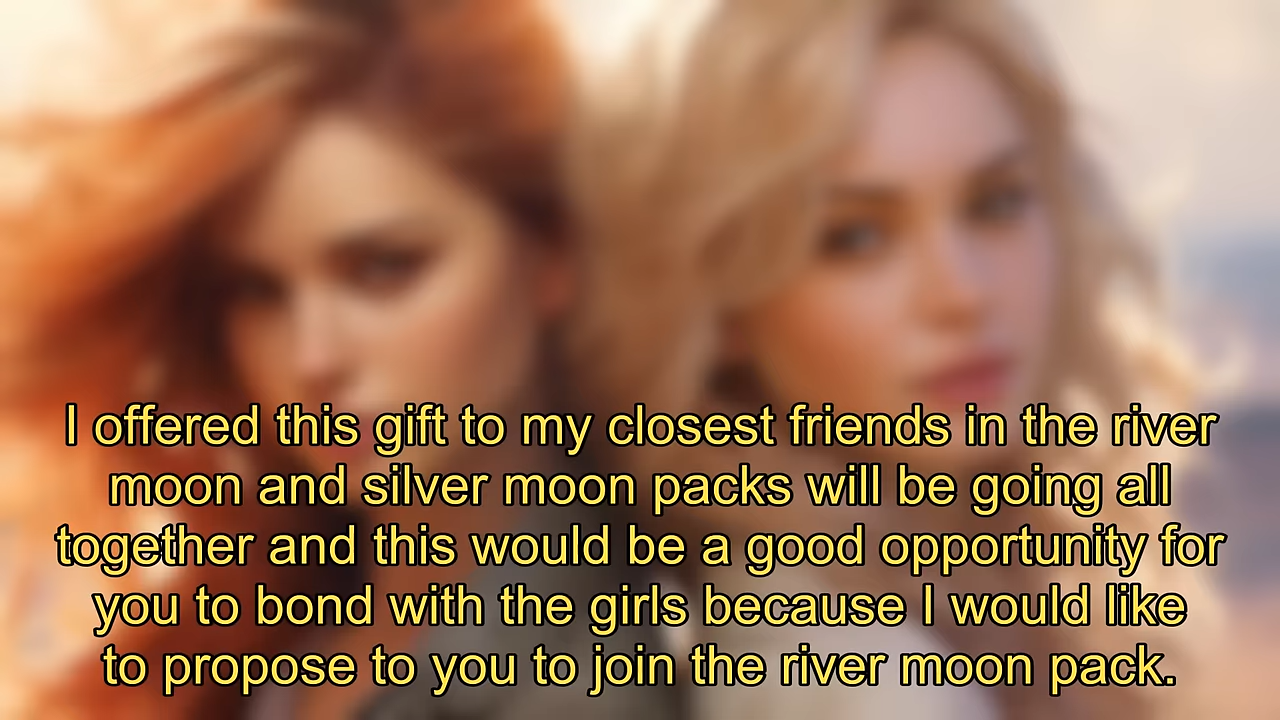 I offered this gift to my closest friends in the river
moon and silver moon packs will be going all
together and this would be a good opportunity for
you to bond with the girls because I would like
to propose to you to join the river moon pack.